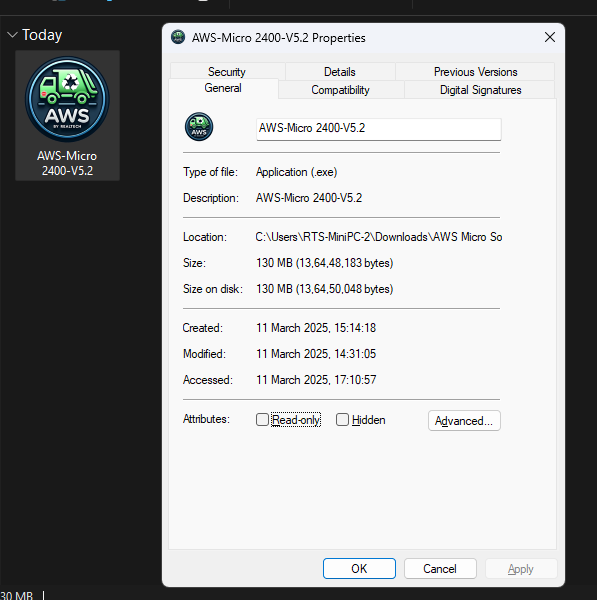 Today
AWS
BY REALTECH
AWS-Micro
2400-V5.2
AWS-Micro 2400-V5.2 Properties
Security Details Previous Versions
General Compatibility Digital Signatures
AWS
AWS-Micro 2400-V5.2
Type of file: Application (.exe)
Description: AWS-Micro 2400-V5.2
Location: C:\Users\RTS-MiniPC-2\Downloads\AWS Micro So
Size: 130 MB (13,64,48,183 bytes)
Size on disk: 130 MB (13,64,50,048 bytes)
Created: 11 March 2025, 15:14:18
Modified: 11 March 2025, 14:31:05
Accessed: 11 March 2025, 17:10:57
Attributes: Read-only Hidden Advanced...
OK Cancel Apply
30 MB